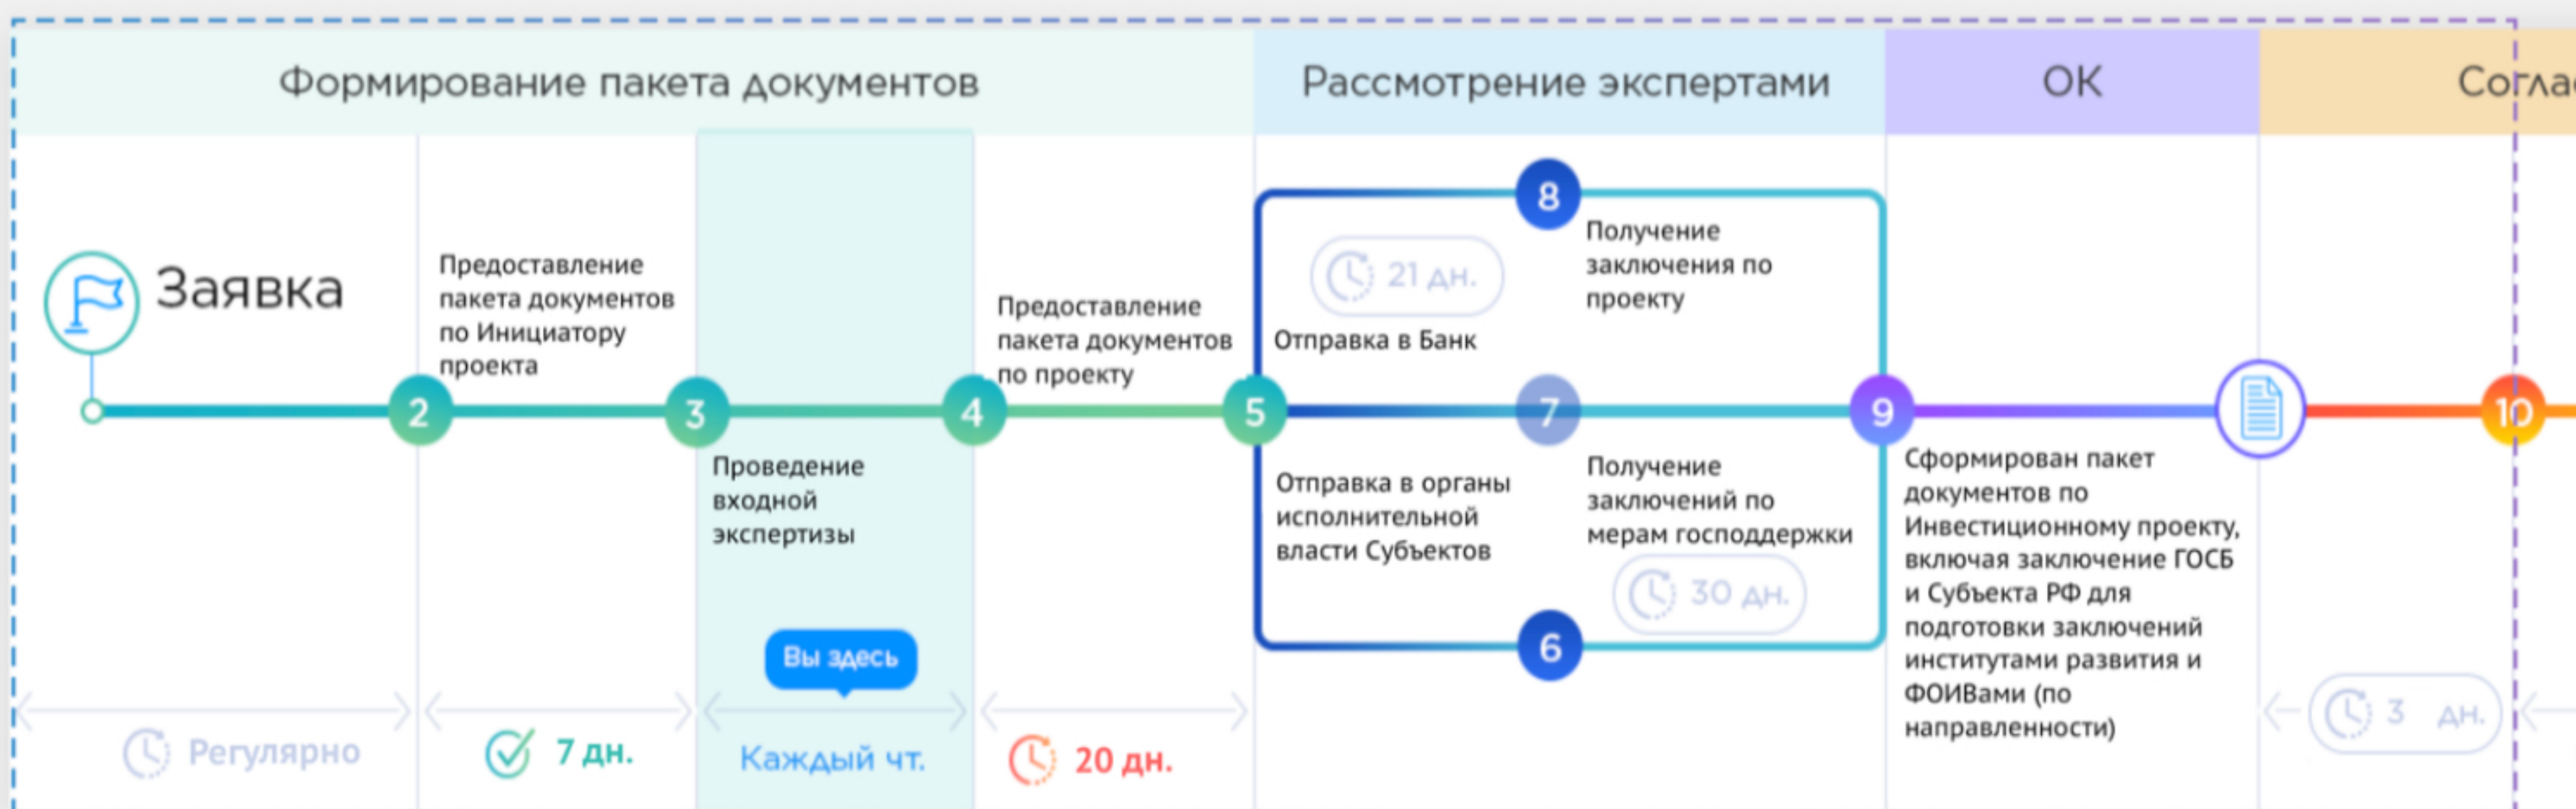 Формирование пакета документов
Рассмотрение экспертами
ОК
Заявка
Предоставление
пакета документов
по Инициатору
проекта
2
3
Проведение
входной
экспертизы
4
Предоставление
пакета документов
по проекту
5
8
21 дн.
Получение
заключения по
проекту
Отправка в Банк
7
Отправка в органы
исполнительной
власти Субъектов
Получение
заключений по
мерам господдержки
30 дн.
6
9
Сформирован пакет
документов по
Инвестиционному проекту,
включая заключение ГОСБ
и Субъекта РФ для
подготовки заключений
институтами развития и
ФОИВами (по
направленности)
10
Вы здесь
Регулярно
7 дн.
Каждый чт.
20 дн.
3 дн.